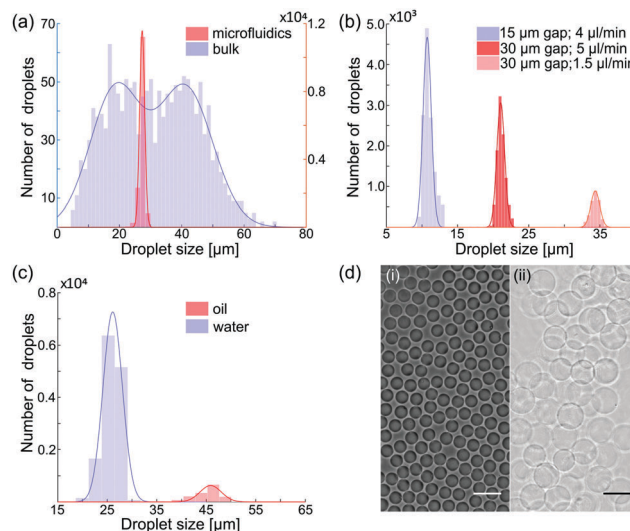 (a)
x10⁴
70
60
50
40
30
20
10
Number of droplets
1.2
0.8
0.4
microfluidics
bulk
0 20 40 60 80
Droplet size [µm]
(b)
x10³
5.0
4.0
3.0
2.0
1.0
Number of droplets
15 µm gap; 4 µl/min
30 µm gap; 5 µl/min
30 µm gap;1.5 µl/min
5 15 25 35
Droplet size [µm]
(c)
x10⁴
0.8
0.6
0.4
0.2
Number of droplets
oil
water
15 25 35 45 55 65
Droplet size [µm]
(d)
(i)
(ii)